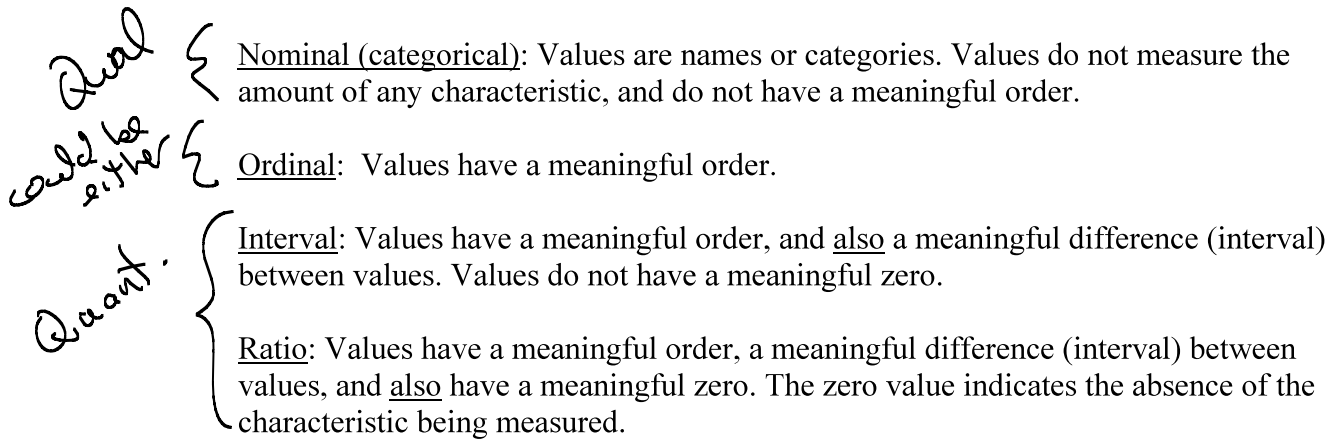 Qual
Nominal (categorical): Values are names or categories. Values do not measure the
amount of any characteristic, and do not have a meaningful order.
could be
either
Ordinal:  Values have a meaningful order.
Quant.
Interval: Values have a meaningful order, and also a meaningful difference (interval)
between values. Values do not have a meaningful zero.
Ratio: Values have a meaningful order, a meaningful difference (interval) between
values, and also have a meaningful zero. The zero value indicates the absence of the
characteristic being measured.